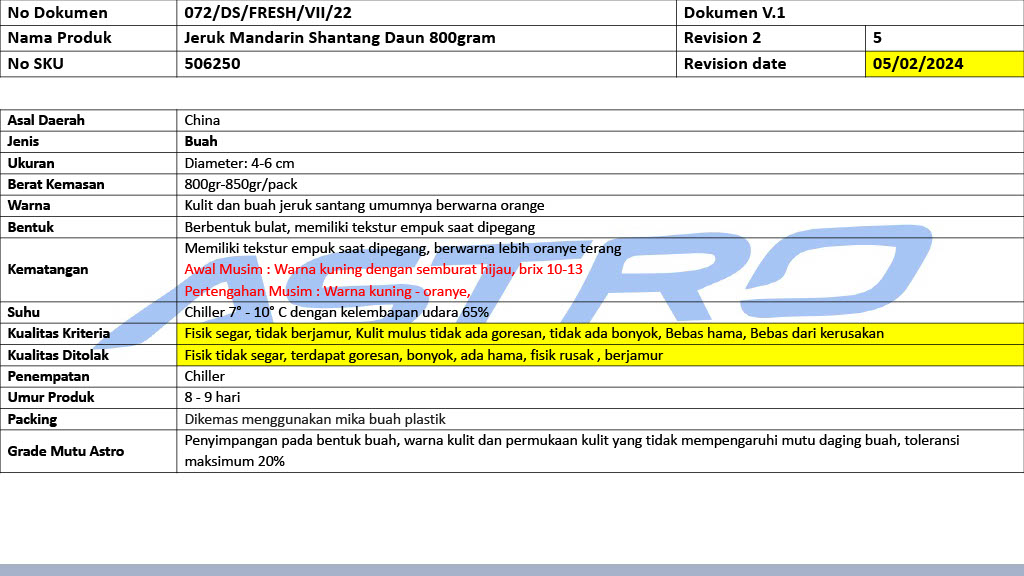 No Dokumen 072/DS/FRESH/VII/22 Dokumen V.1
Nama Produk Jeruk Mandarin Shantang Daun 800gram Revision 2 5
No SKU 506250 Revision date 05/02/2024
Asal Daerah China
Jenis Buah
Ukuran Diameter: 4-6 cm
Berat Kemasan 800gr-850gr/pack
Warna Kulit dan buah jeruk santang umumnya berwarna orange
Bentuk Berbentuk bulat, memiliki tekstur empuk saat dipegang
Kematangan Memiliki tekstur empuk saat dipegang, berwarna lebih oranye terang
Awal Musim : Warna kuning dengan semburat hijau, brix 10-13
Pertengahan Musim : Warna kuning - oranye,
Suhu Chiller 7° - 10° C dengan kelembapan udara 65%
Kualitas Kriteria Fisik segar, tidak berjamur, Kulit mulus tidak ada goresan, tidak ada bonyok, Bebas hama, Bebas dari kerusakan
Kualitas Ditolak Fisik tidak segar, terdapat goresan, bonyok, ada hama, fisik rusak , berjamur
Penempatan Chiller
Umur Produk 8 - 9 hari
Packing Dikemas menggunakan mika buah plastik
Grade Mutu Astro Penyimpangan pada bentuk buah, warna kulit dan permukaan kulit yang tidak mempengaruhi mutu daging buah, toleransi
maksimum 20%
ASTRO